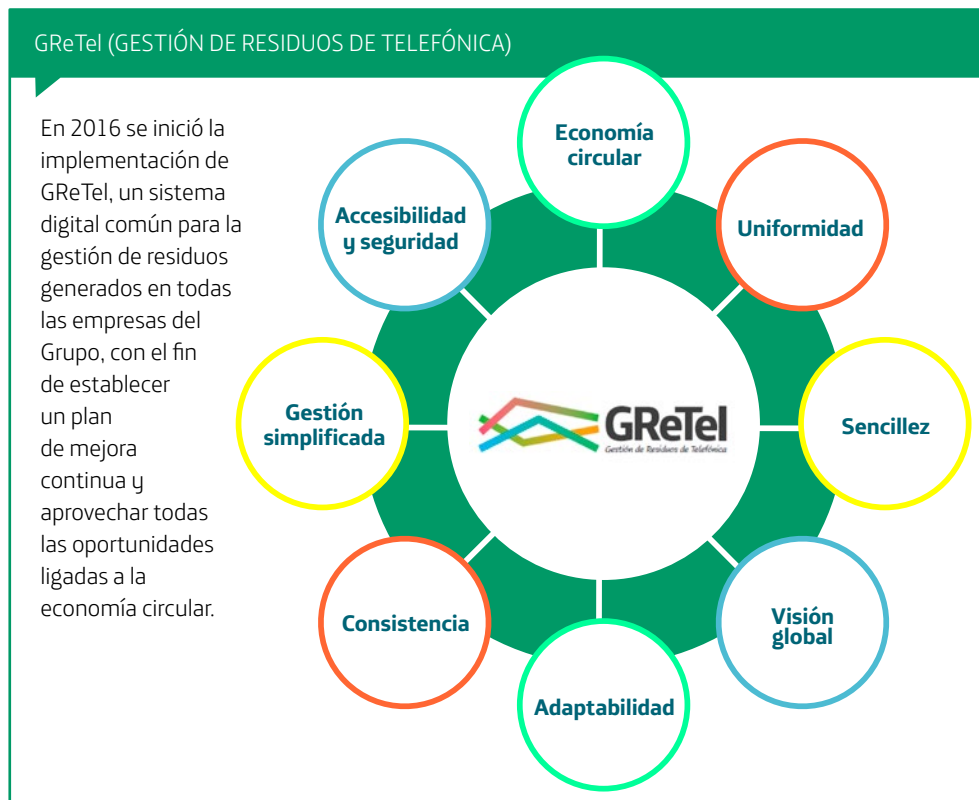 GReTel (GESTIÓN DE RESIDUOS DE TELEFÓNICA)
En 2016 se inició la
implementación de
GReTel, un sistema
digital común para la
gestión de residuos
generados en todas
las empresas del
Grupo, con el fin
de establecer
un plan
de mejora
continua y
aprovechar todas
las oportunidades
ligadas a la
economía circular.
Economía
circular
Uniformidad
Sencillez
Visión
global
Adaptabilidad
Consistencia
Gestión
simplificada
Accesibilidad
y seguridad
GReTel
Gestión de Residuos de Telefónica